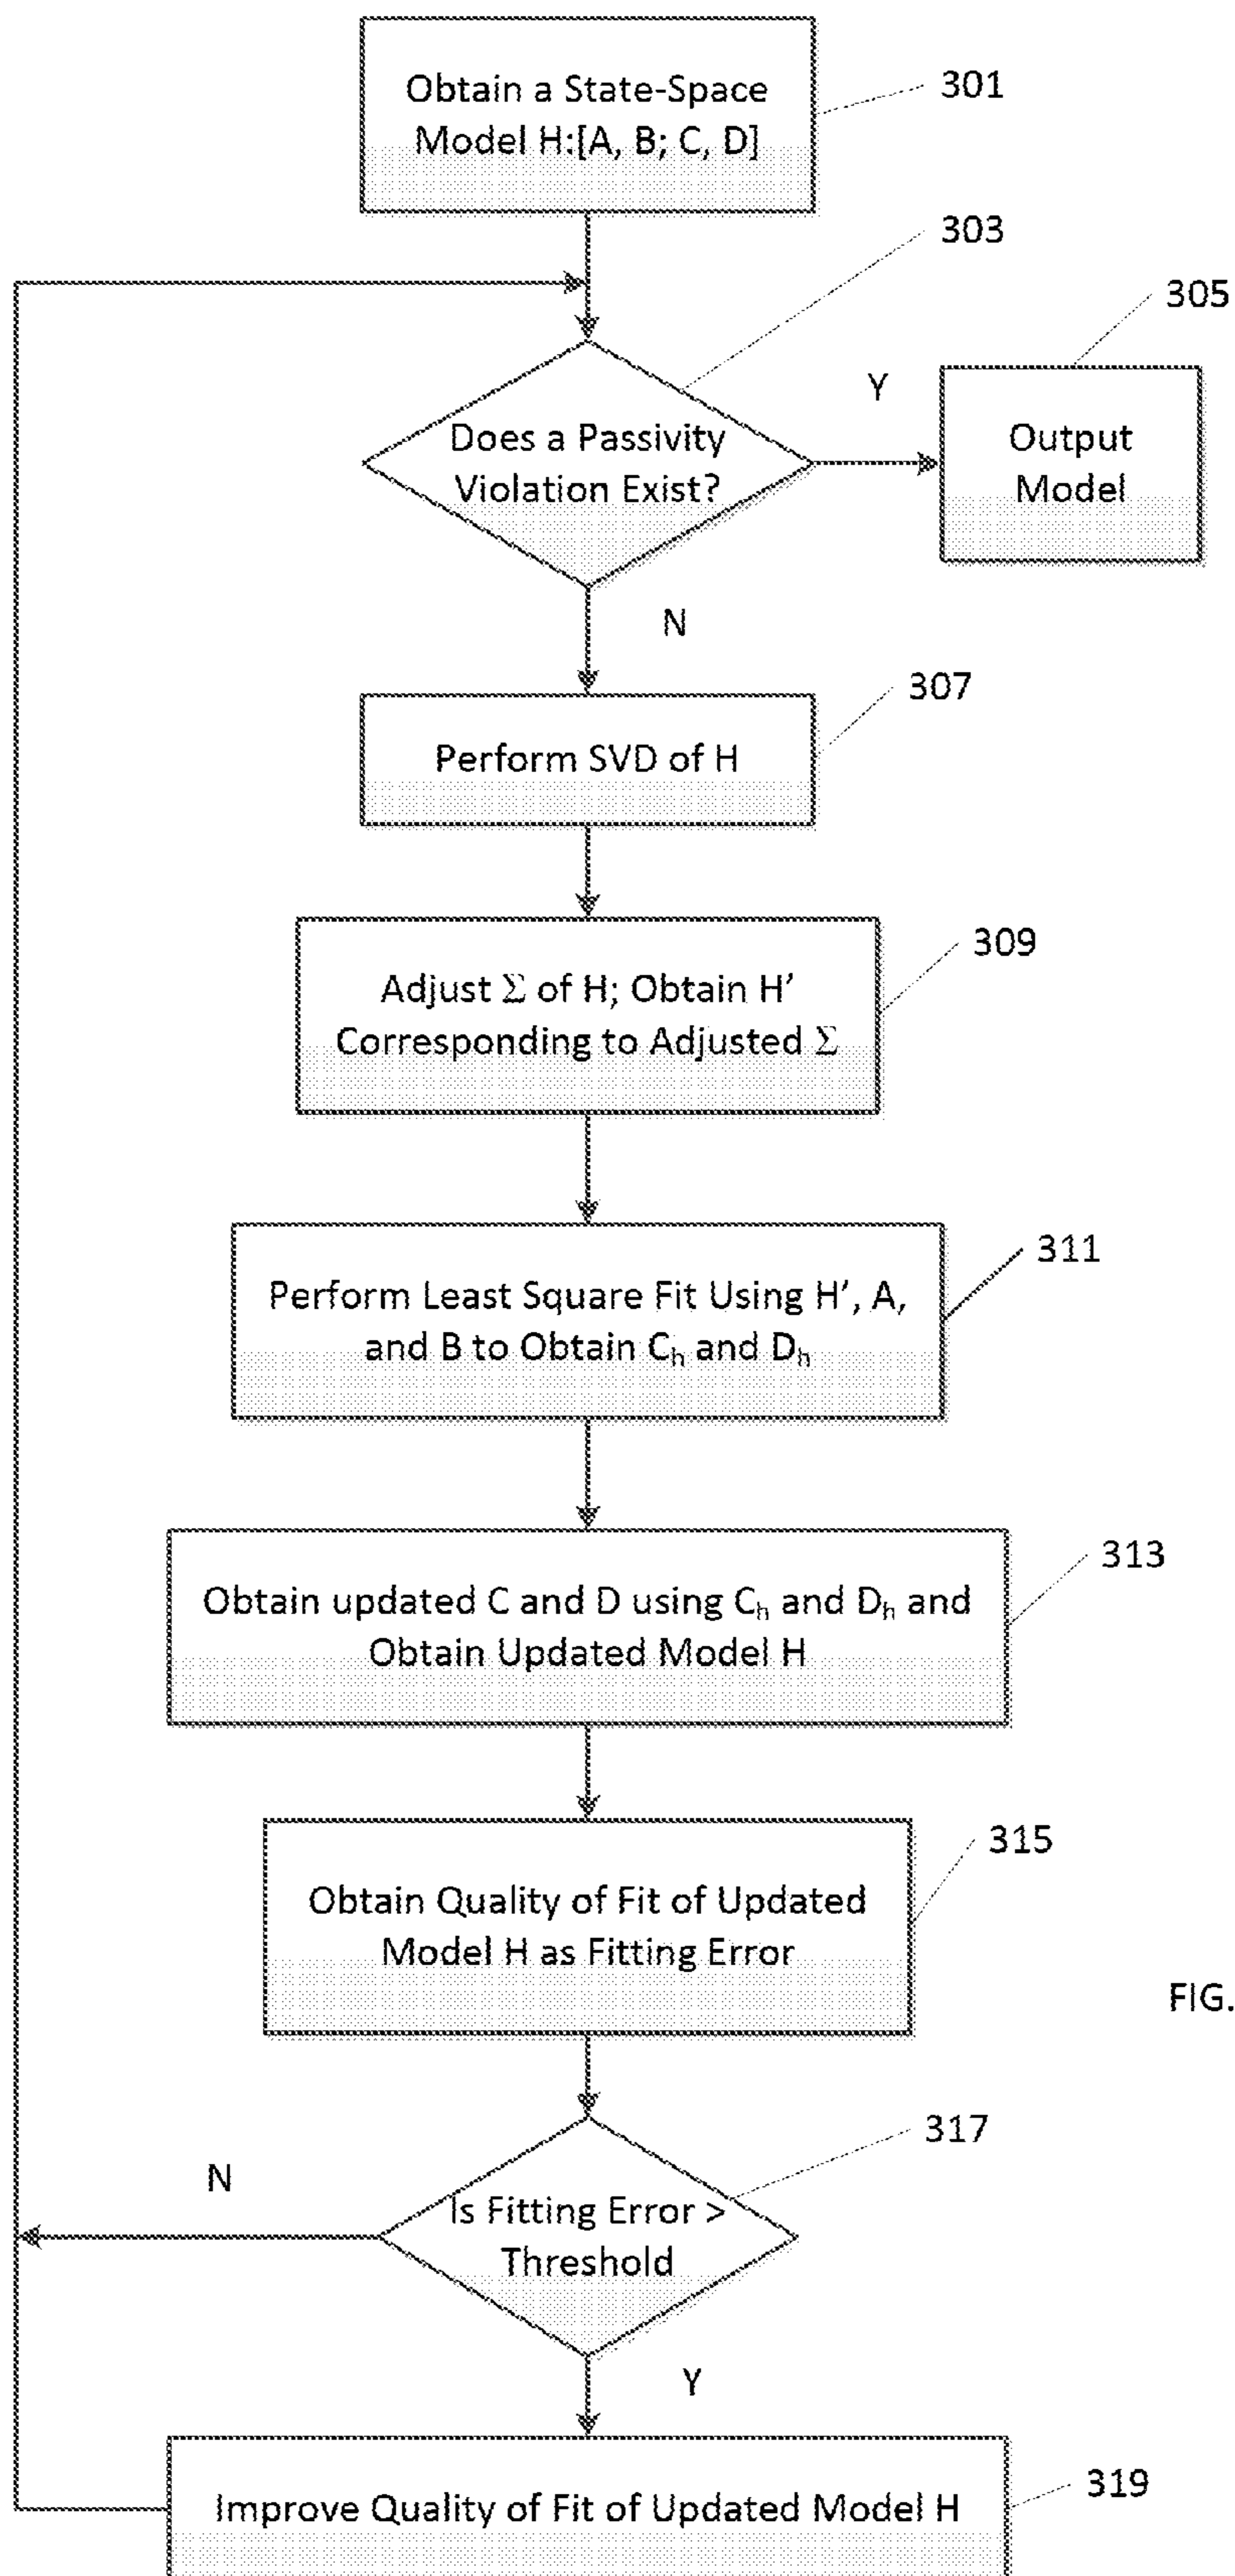 Obtain a State-Space
Model H:[A, B; C, D]
301
303
305
Does a Passivity
Violation Exist?
Y
Output
Model
N
307
Perform SVD of H
309
Adjust Σ of H; Obtain H’
Corresponding to Adjusted Σ
311
Perform Least Square Fit Using H’, A,
and B to Obtain Cₕ and Dₕ
313
Obtain updated C and D using Cₕ and Dₕ and
Obtain Updated Model H
315
Obtain Quality of Fit of Updated
Model H as Fitting Error
FIG.
317
N
Is Fitting Error >
Threshold
Y
319
Improve Quality of Fit of Updated Model H